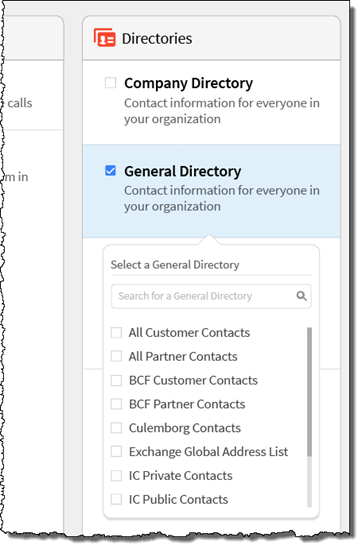 Directories
calls
m in
Company Directory
Contact information for everyone in
your organization
General Directory
Contact information for everyone in
your organization
Select a General Directory
Search for a General Directory
All Customer Contacts
All Partner Contacts
BCF Customer Contacts
BCF Partner Contacts
Culemborg Contacts
Exchange Global Address List
IC Private Contacts
IC Public Contacts